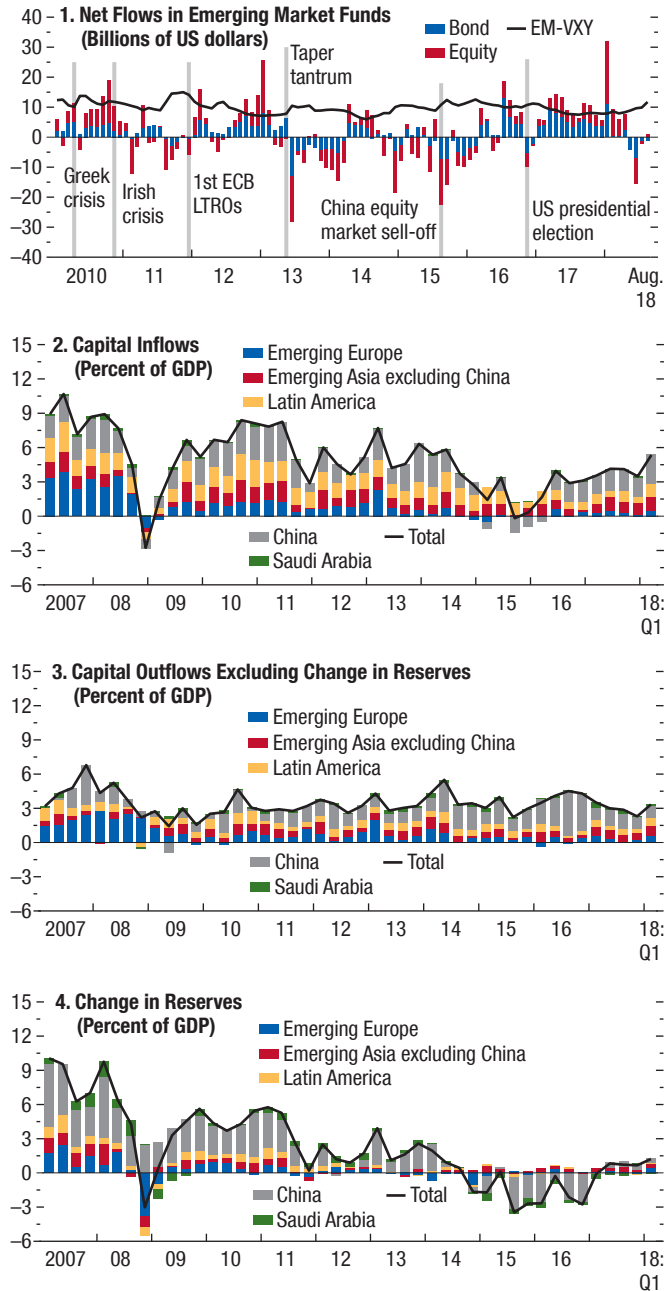 1. Net Flows in Emerging Market Funds
(Billions of US dollars)
Bond
EM-VXY
Equity
40
30
20
10
0
–10
–20
–30
–40
Taper
tantrum
Greek
crisis
Irish
crisis
1st ECB
LTROs
China equity
market sell-off
US presidential
election
2010 11 12 13 14 15 16 17 Aug.
18
2. Capital Inflows
(Percent of GDP)
Emerging Europe
Emerging Asia excluding China
Latin America
15
12
9
6
3
0
–3
–6
China
Total
Saudi Arabia
2007 08 09 10 11 12 13 14 15 16 18:
Q1
3. Capital Outflows Excluding Change in Reserves
(Percent of GDP)
Emerging Europe
Emerging Asia excluding China
Latin America
15
12
9
6
3
0
–3
–6
China
Total
Saudi Arabia
2007 08 09 10 11 12 13 14 15 16 18:
Q1
4. Change in Reserves
(Percent of GDP)
Emerging Europe
Emerging Asia excluding China
Latin America
15
12
9
6
3
0
–3
–6
China
Total
Saudi Arabia
2007 08 09 10 11 12 13 14 15 16 18:
Q1